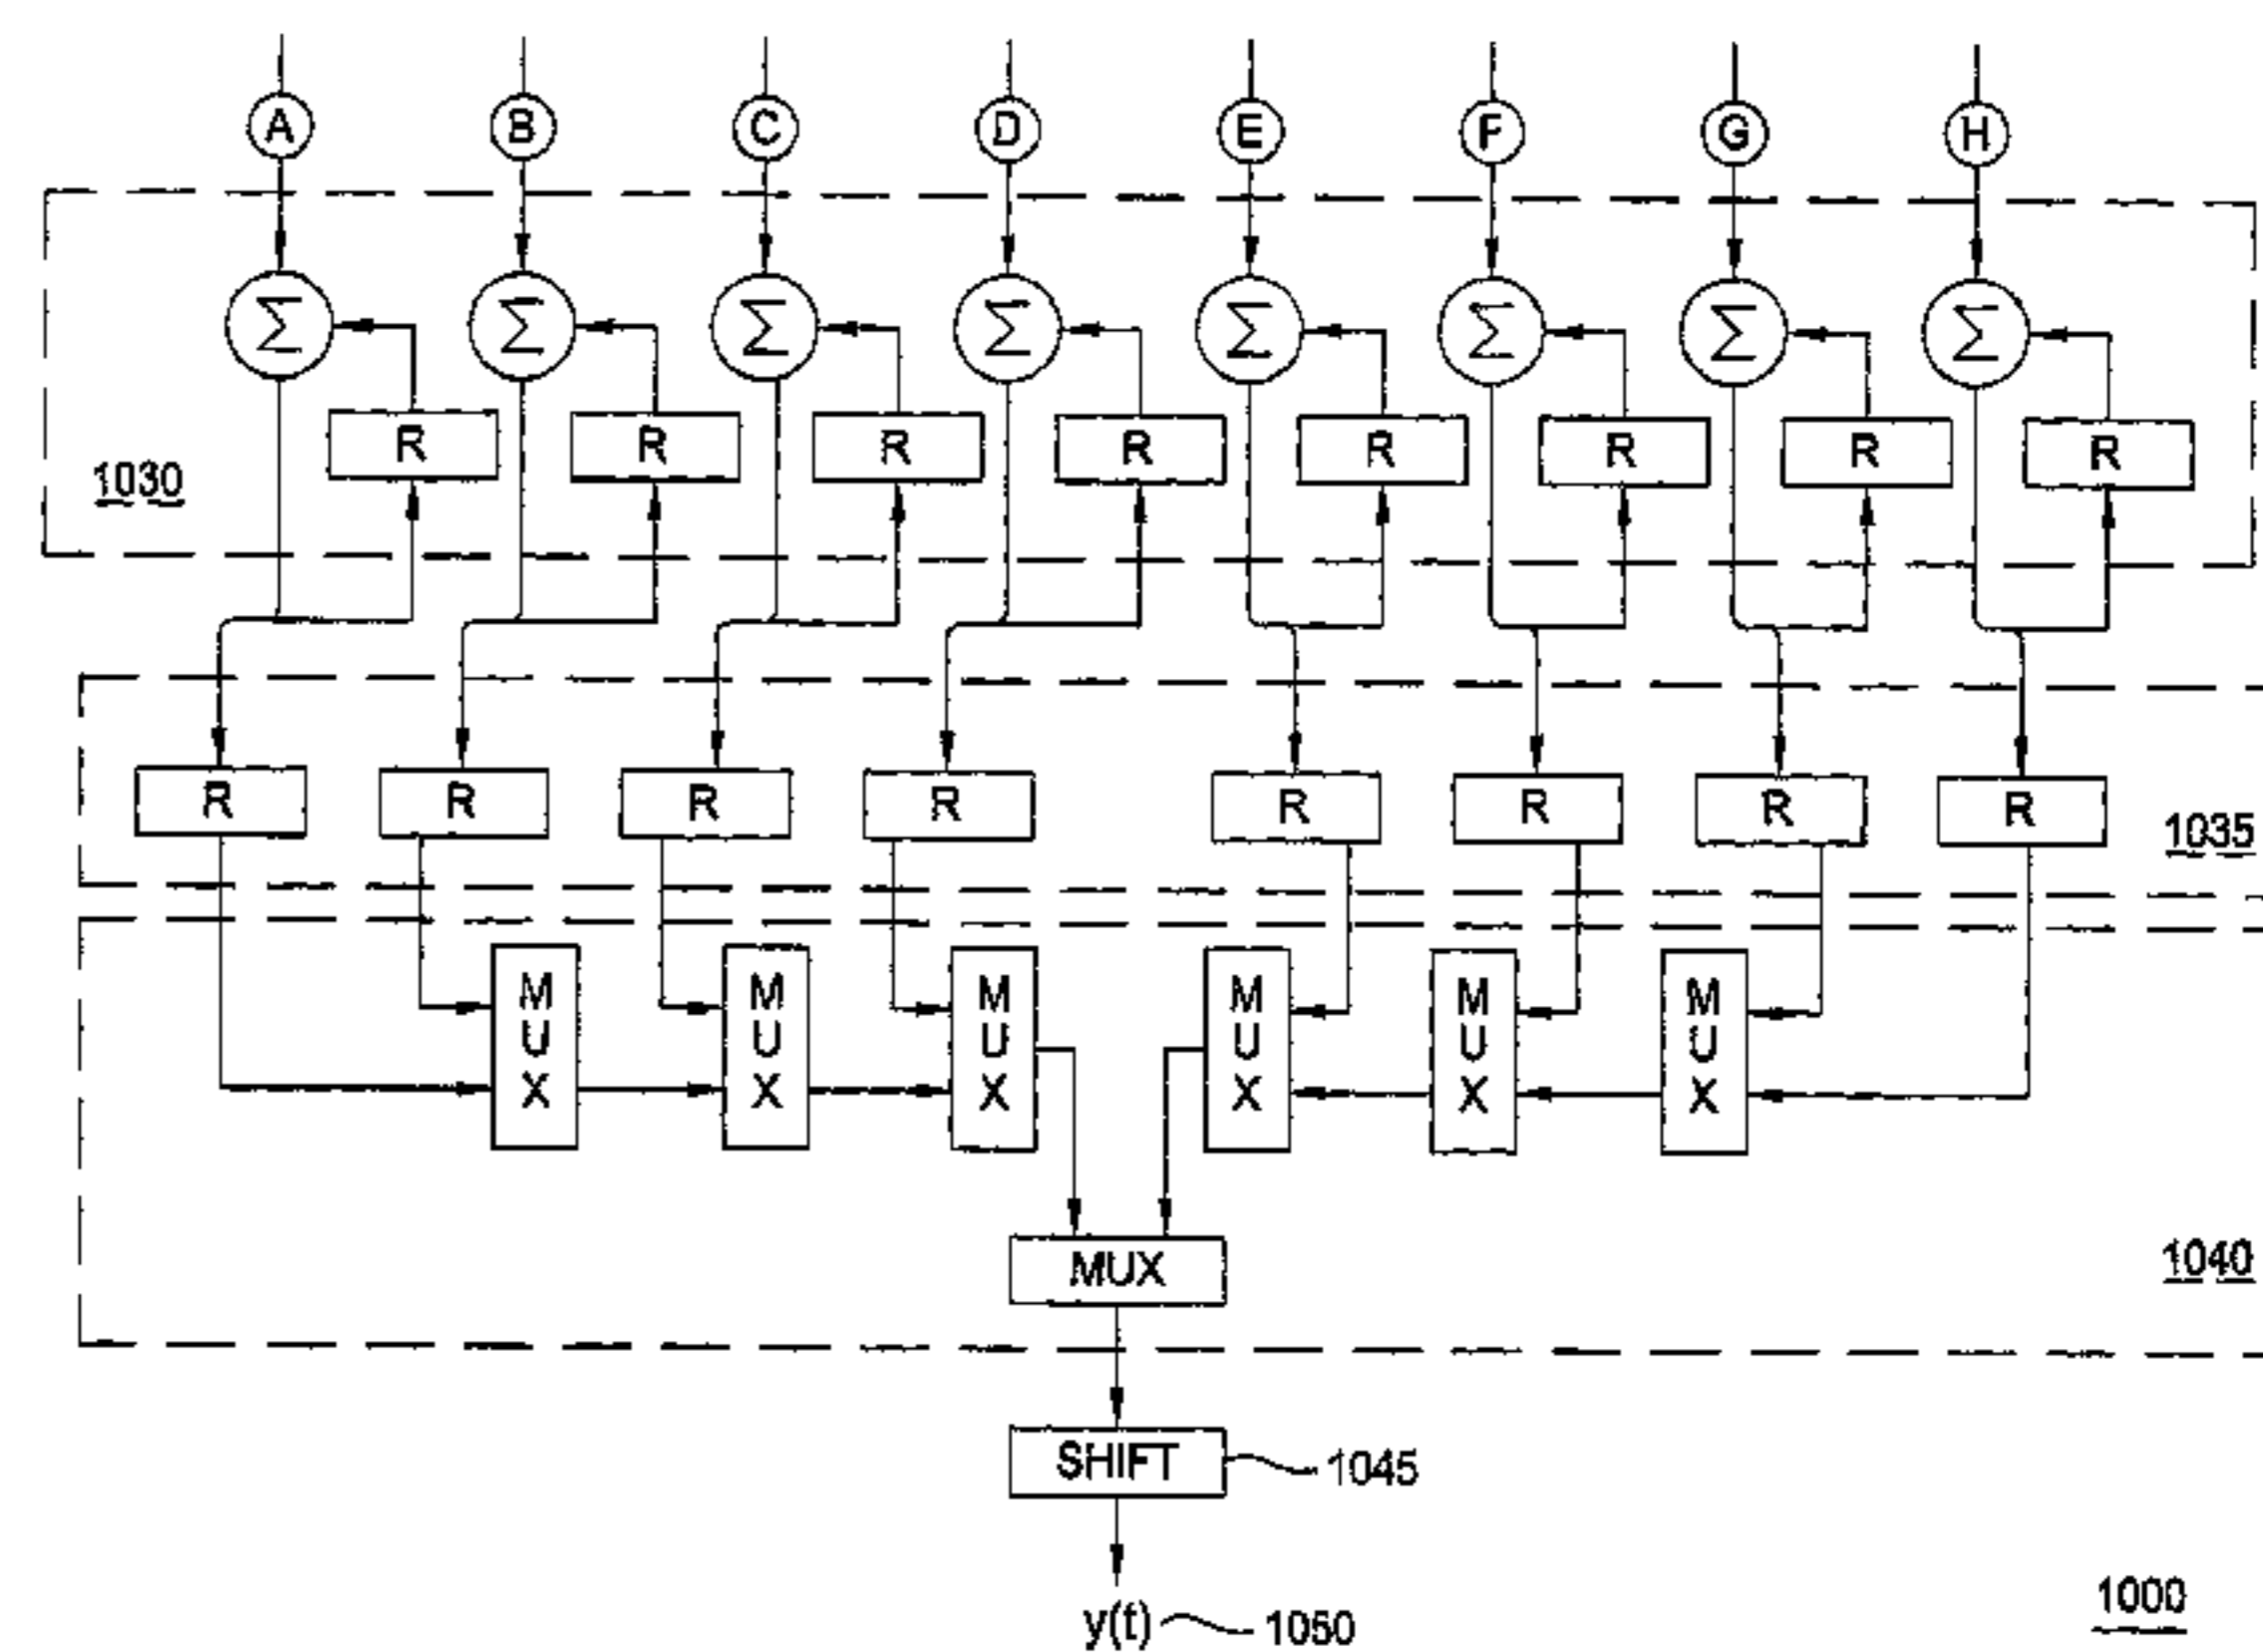 A B C D E F G H
Σ Σ Σ Σ Σ Σ Σ Σ
R R R R R R R R
1030
R R R R R R R R
1035
MUX MUX MUX MUX MUX MUX
MUX
1040
SHIFT 1045
y(t) 1050
1000